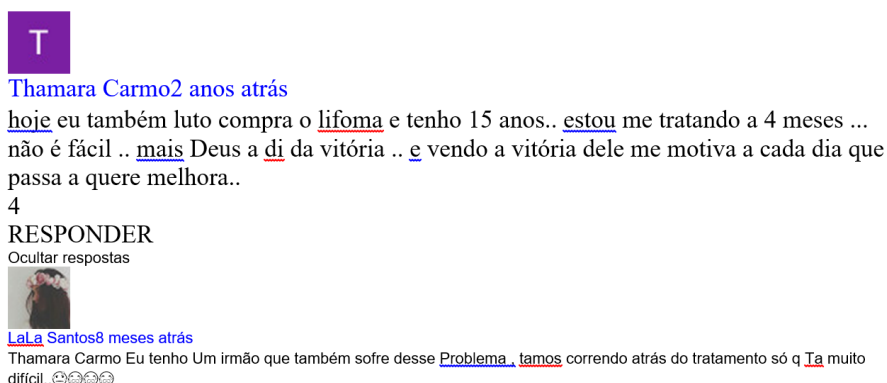 T
Thamara Carmo2 anos atrás
hoje eu também luto compra o lifoma e tenho 15 anos.. estou me tratando a 4 meses ...
não é fácil .. mais Deus a di da vitória .. e vendo a vitória dele me motiva a cada dia que
passa a quere melhora..
4
RESPONDER
Ocultar respostas
LaLa Santos8 meses atrás
Thamara Carmo Eu tenho Um irmão que também sofre desse Problema , tamos correndo atrás do tratamento só q Ta muito
difícil.